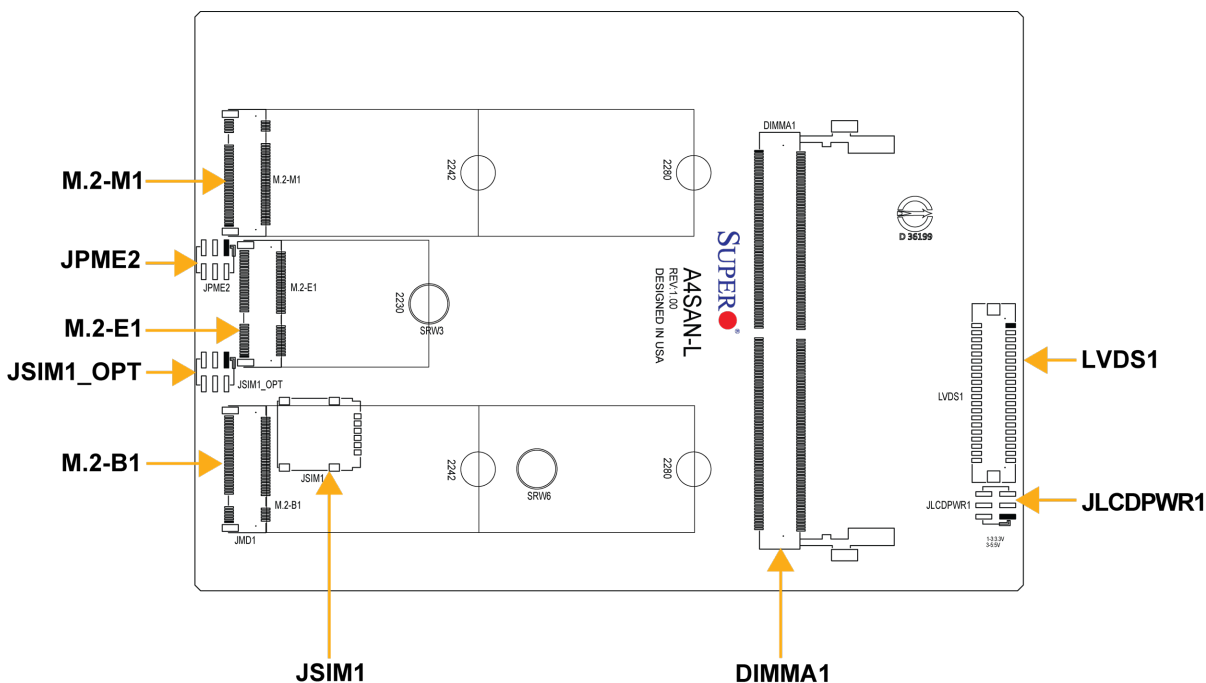 DIMMA1
M.2-M1
M.2-M1
2242
2280
D 36199
JPME2
JPME2
M.2-E1
M.2-E1
2230
SRW3
SUPER
®
A4SAN-L
REV:1.00
DESIGNED IN USA
JSIM1_OPT
JSIM1_OPT
LVDS1
LVDS1
M.2-B1
M.2-B1
JSIM1
2242
SRW6
2280
JMD1
JLCDPWR1
JLCDPWR1
1-3:3.3V
3-5:5V
JSIM1
DIMMA1